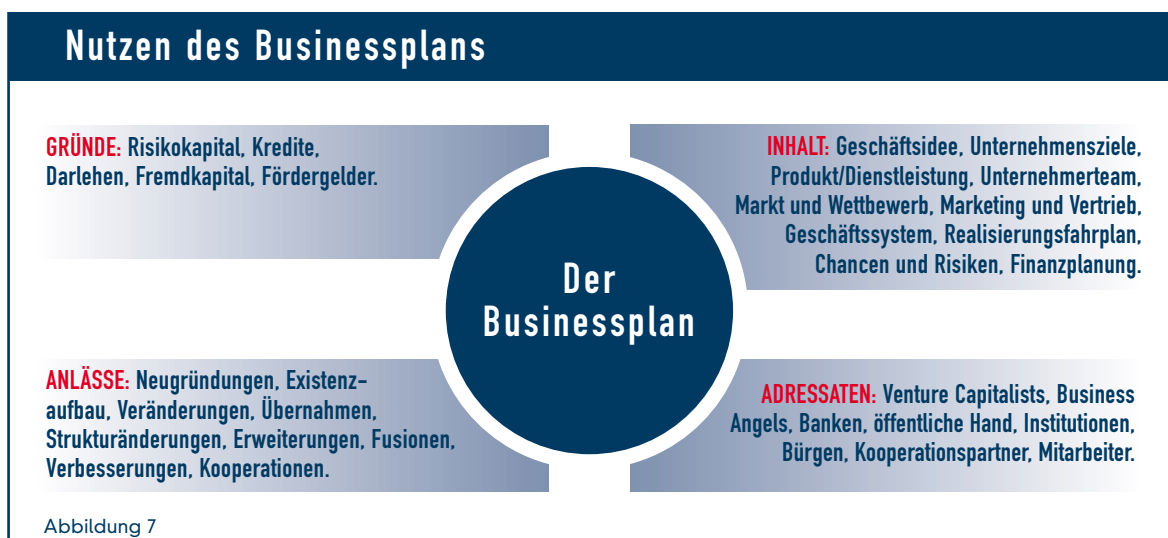 Nutzen des Businessplans
GRÜNDE: Risikokapital, Kredite,
Darlehen, Fremdkapital, Fördergelder.
INHALT: Geschäftsidee, Unternehmensziele,
Produkt/Dienstleistung, Unternehmerteam,
Markt und Wettbewerb, Marketing und Vertrieb,
Geschäftssystem, Realisierungsfahrplan,
Chancen und Risiken, Finanzplanung.
Der
Businessplan
ANLÄSSE: Neugründungen, Existenz-
aufbau, Veränderungen, Übernahmen,
Strukturänderungen, Erweiterungen, Fusionen,
Verbesserungen, Kooperationen.
ADRESSATEN: Venture Capitalists, Business
Angels, Banken, öffentliche Hand, Institutionen,
Bürgen, Kooperationspartner, Mitarbeiter.
Abbildung 7